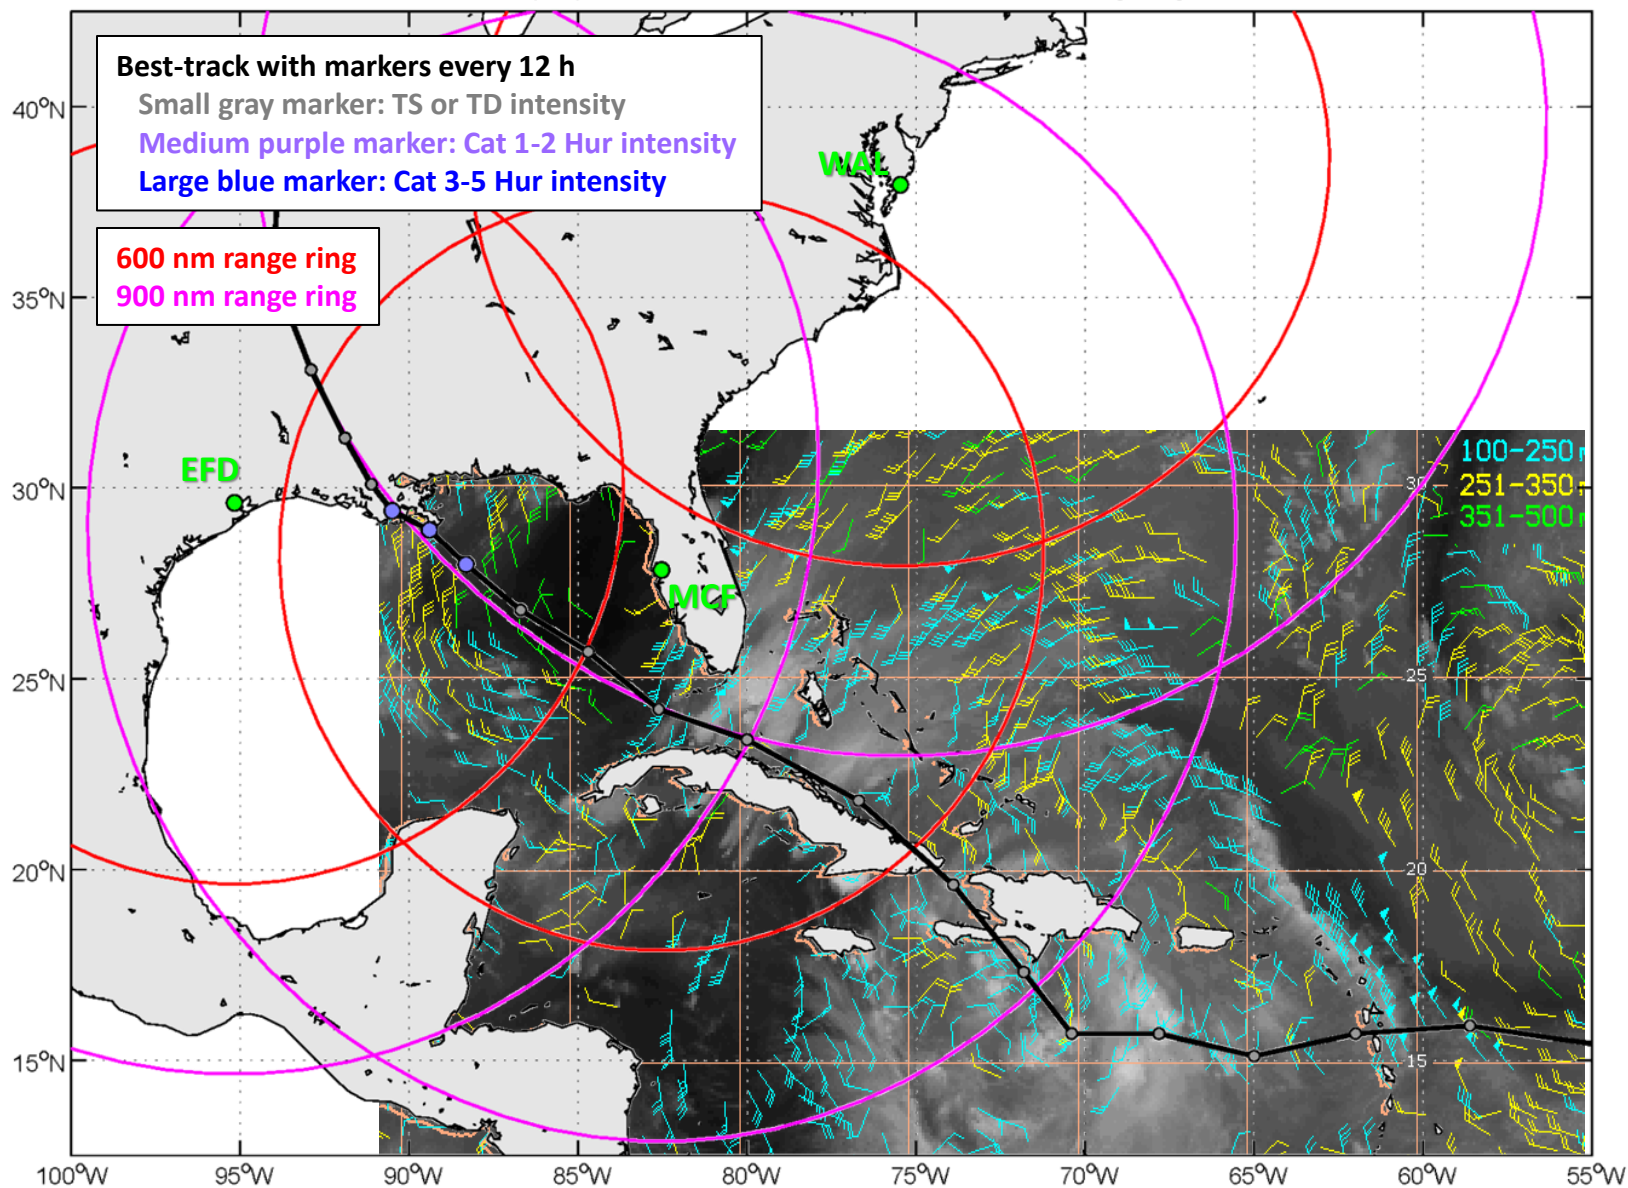 Best-track with markers every 12 h
Small gray marker: TS or TD intensity
Medium purple marker: Cat 1-2 Hur intensity
Large blue marker: Cat 3-5 Hur intensity
600 nm range ring
900 nm range ring
WAL
EFD
MCF
100-250
251-350
351-500
30
25
20
15
40°N
35°N
30°N
25°N
20°N
15°N
100°W
95°W
90°W
85°W
80°W
75°W
70°W
65°W
60°W
55°W